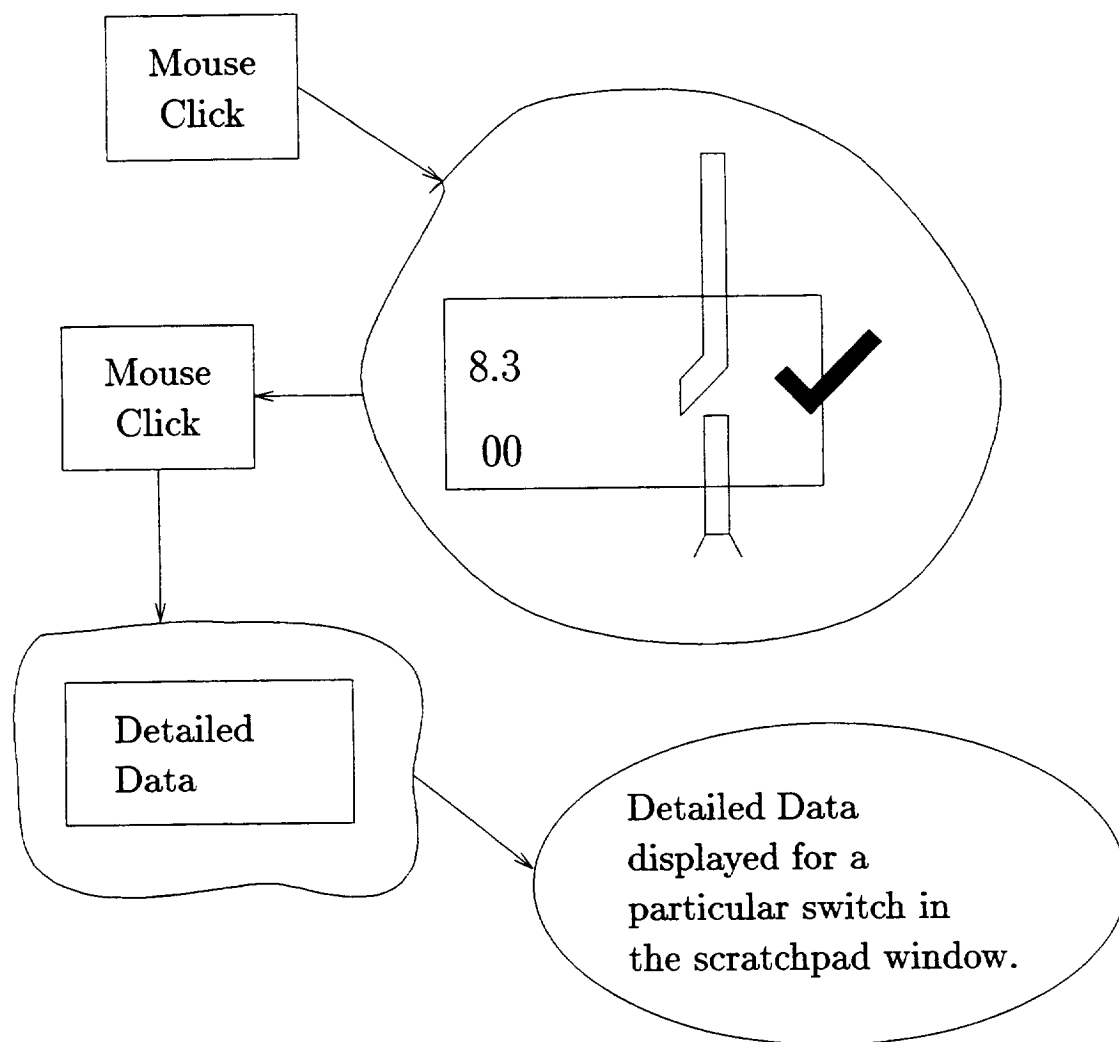 Mouse
Click
8.3
00
Mouse
Click
Detailed
Data
Detailed Data
displayed for a
particular switch in
the scratchpad window.